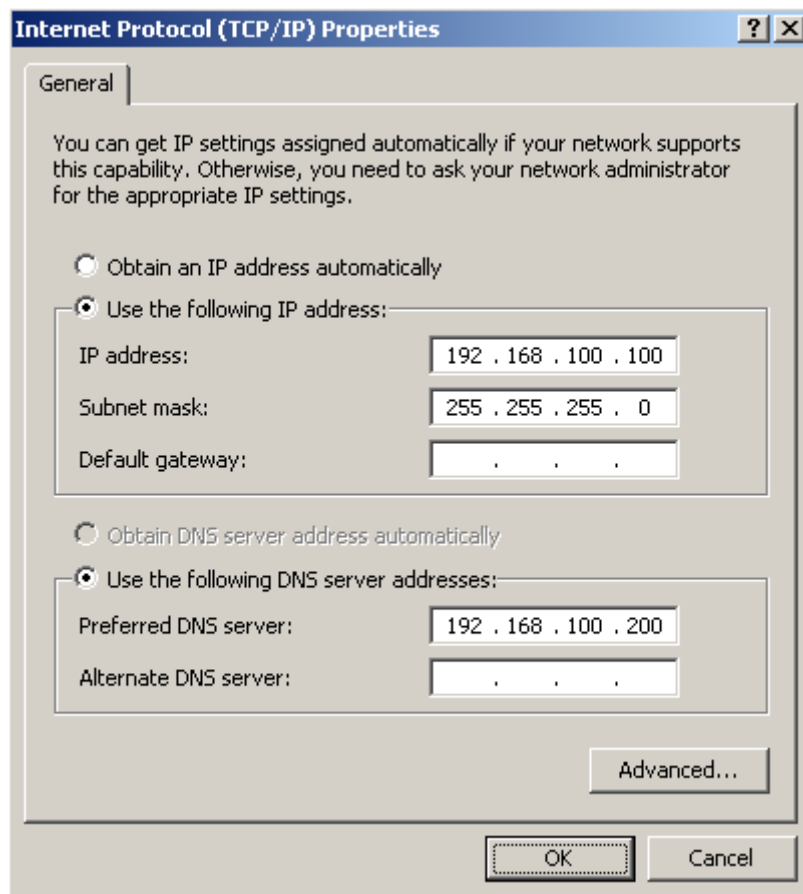 Internet Protocol (TCP/IP) Properties
General
You can get IP settings assigned automatically if your network supports
this capability. Otherwise, you need to ask your network administrator
for the appropriate IP settings.
Obtain an IP address automatically
Use the following IP address:
IP address: 192 . 168 . 100 . 100
Subnet mask: 255 . 255 . 255 . 0
Default gateway: . . .
Obtain DNS server address automatically
Use the following DNS server addresses:
Preferred DNS server: 192 . 168 . 100 . 200
Alternate DNS server: . . .
Advanced...
OK Cancel